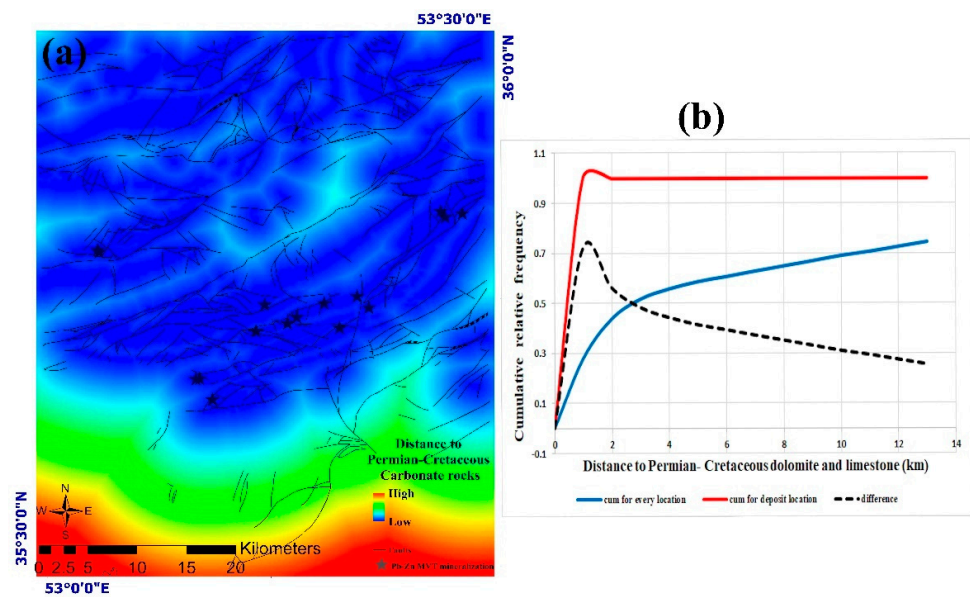 53°30'0"E
(a)
36°0'0"N
Distance to
Permian-Cretaceous
Carbonate rocks
High
Low
N
W E
S
Kilometers
0 2.5 5 10 15 20
Pb-Zn MVT mineralization
35°30'0"N
53°0'0"E
(b)
Cumulative relative frequency
1.1
0.9
0.7
0.5
0.3
0.1
-0.1
0 2 4 6 8 10 12 14
Distance to Permian- Cretaceous dolomite and limestone (km)
cum for every location cum for deposit location difference